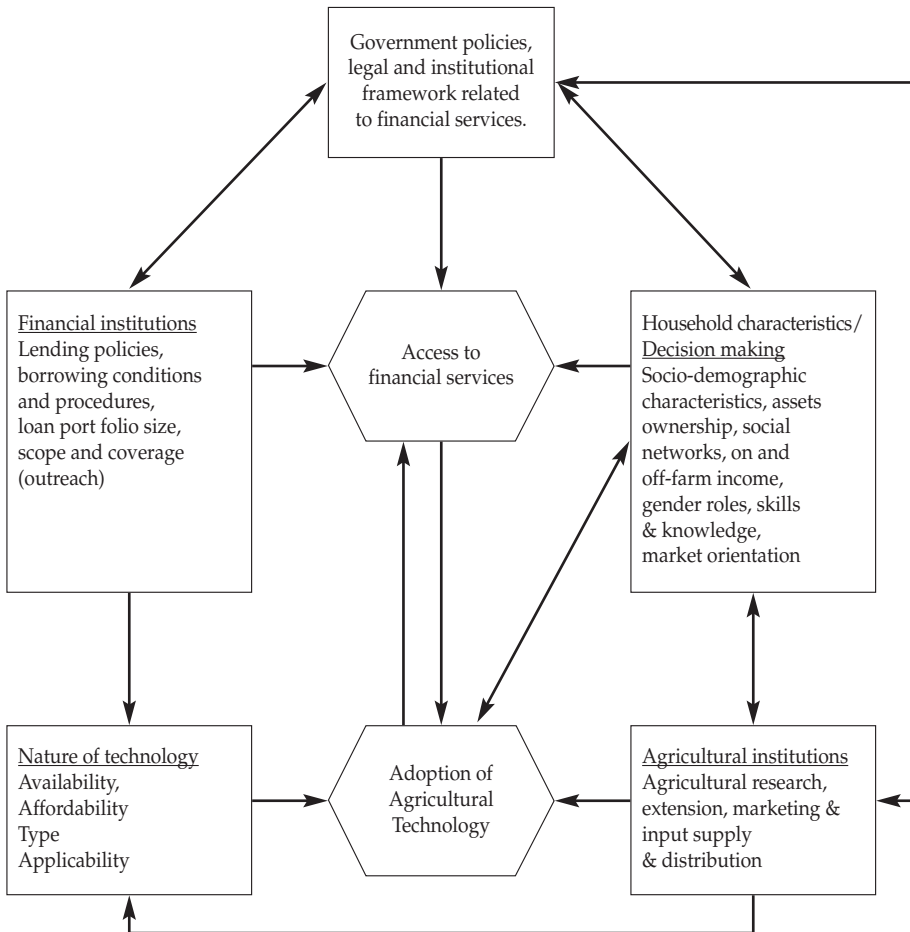 Government policies,
legal and institutional
framework related
to financial services.
Financial institutions
Lending policies,
borrowing conditions
and procedures,
loan port folio size,
scope and coverage
(outreach)
Access to
financial services
Household characteristics/
Decision making
Socio-demographic
characteristics, assets
ownership, social
networks, on and
off-farm income,
gender roles, skills
& knowledge,
market orientation
Nature of technology
Availability,
Affordability
Type
Applicability
Adoption of
Agricultural
Technology
Agricultural institutions
Agricultural research,
extension, marketing &
input supply
& distribution